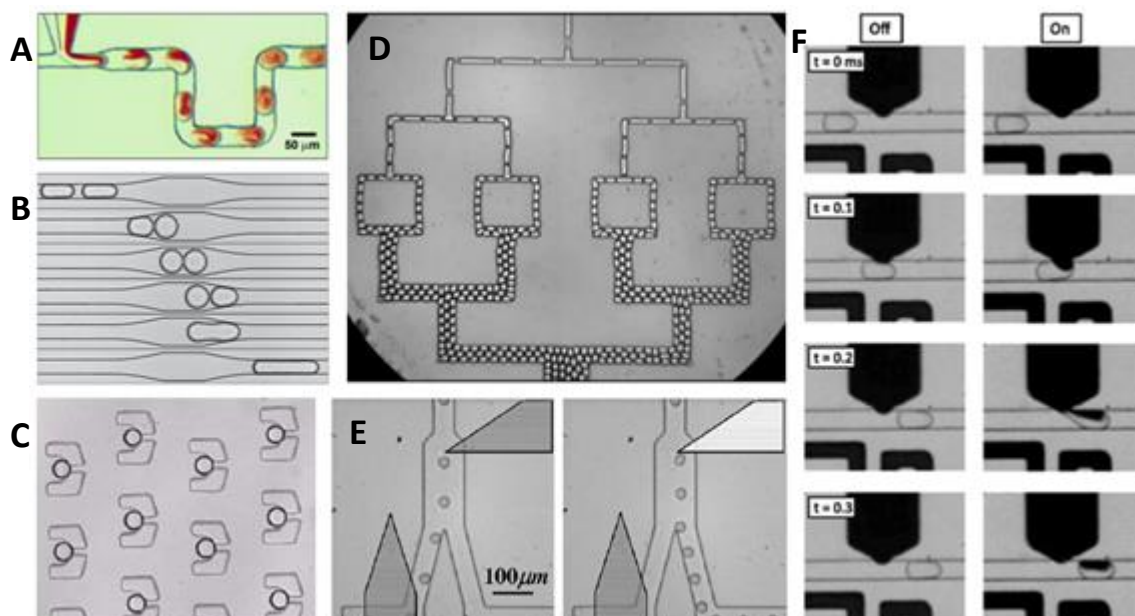 A
50 μm
B
C
D
E
100μm
F
Off
On
t = 0 ms
t = 0.1
t = 0.2
t = 0.3